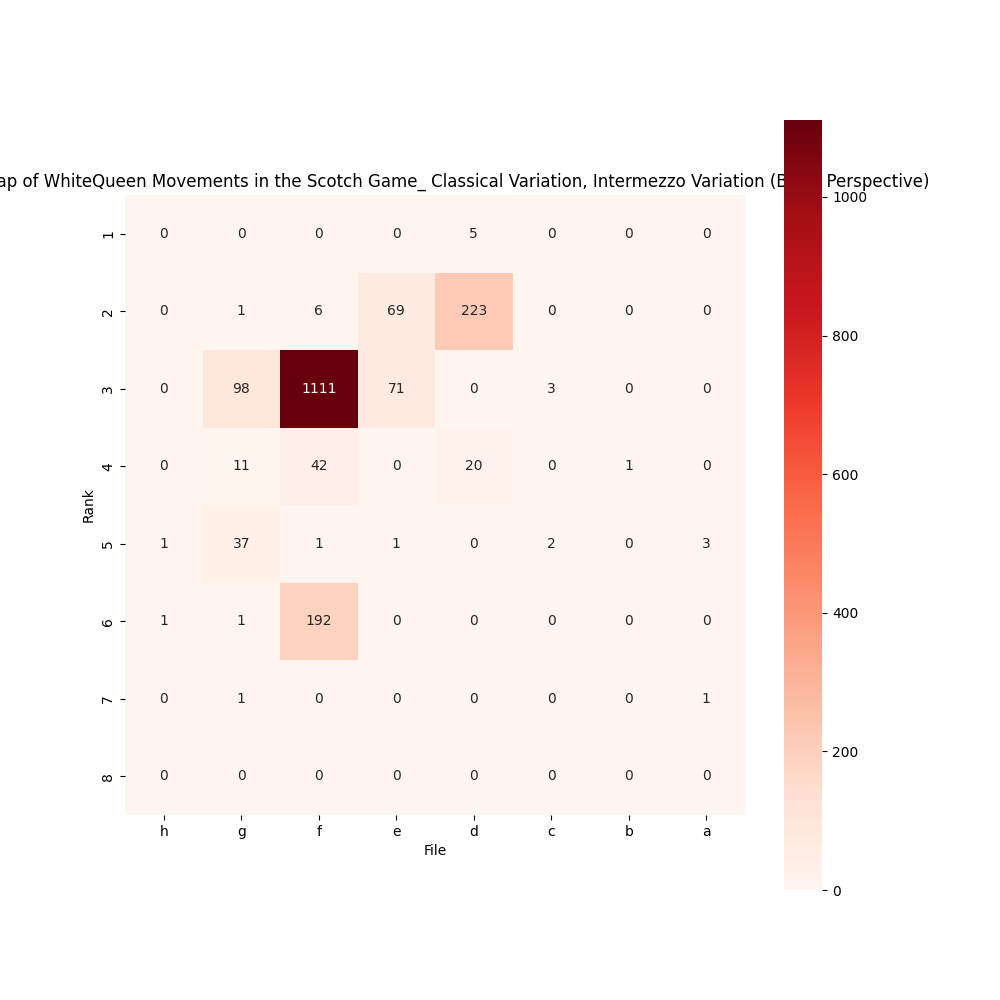 ap of WhiteQueen Movements in the Scotch Game_ Classical Variation, Intermezzo Variation ( Perspective)
1 0 0 0 0 5 0 0 0
2 0 1 6 69 223 0 0 0
3 0 98 1111 71 0 3 0 0
4 0 11 42 0 20 0 1 0
Rank
5 1 37 1 1 0 2 0 3
6 1 1 192 0 0 0 0 0
7 0 1 0 0 0 0 0 1
8 0 0 0 0 0 0 0 0
h g f e d c b a
File
1000
800
600
400
200
0